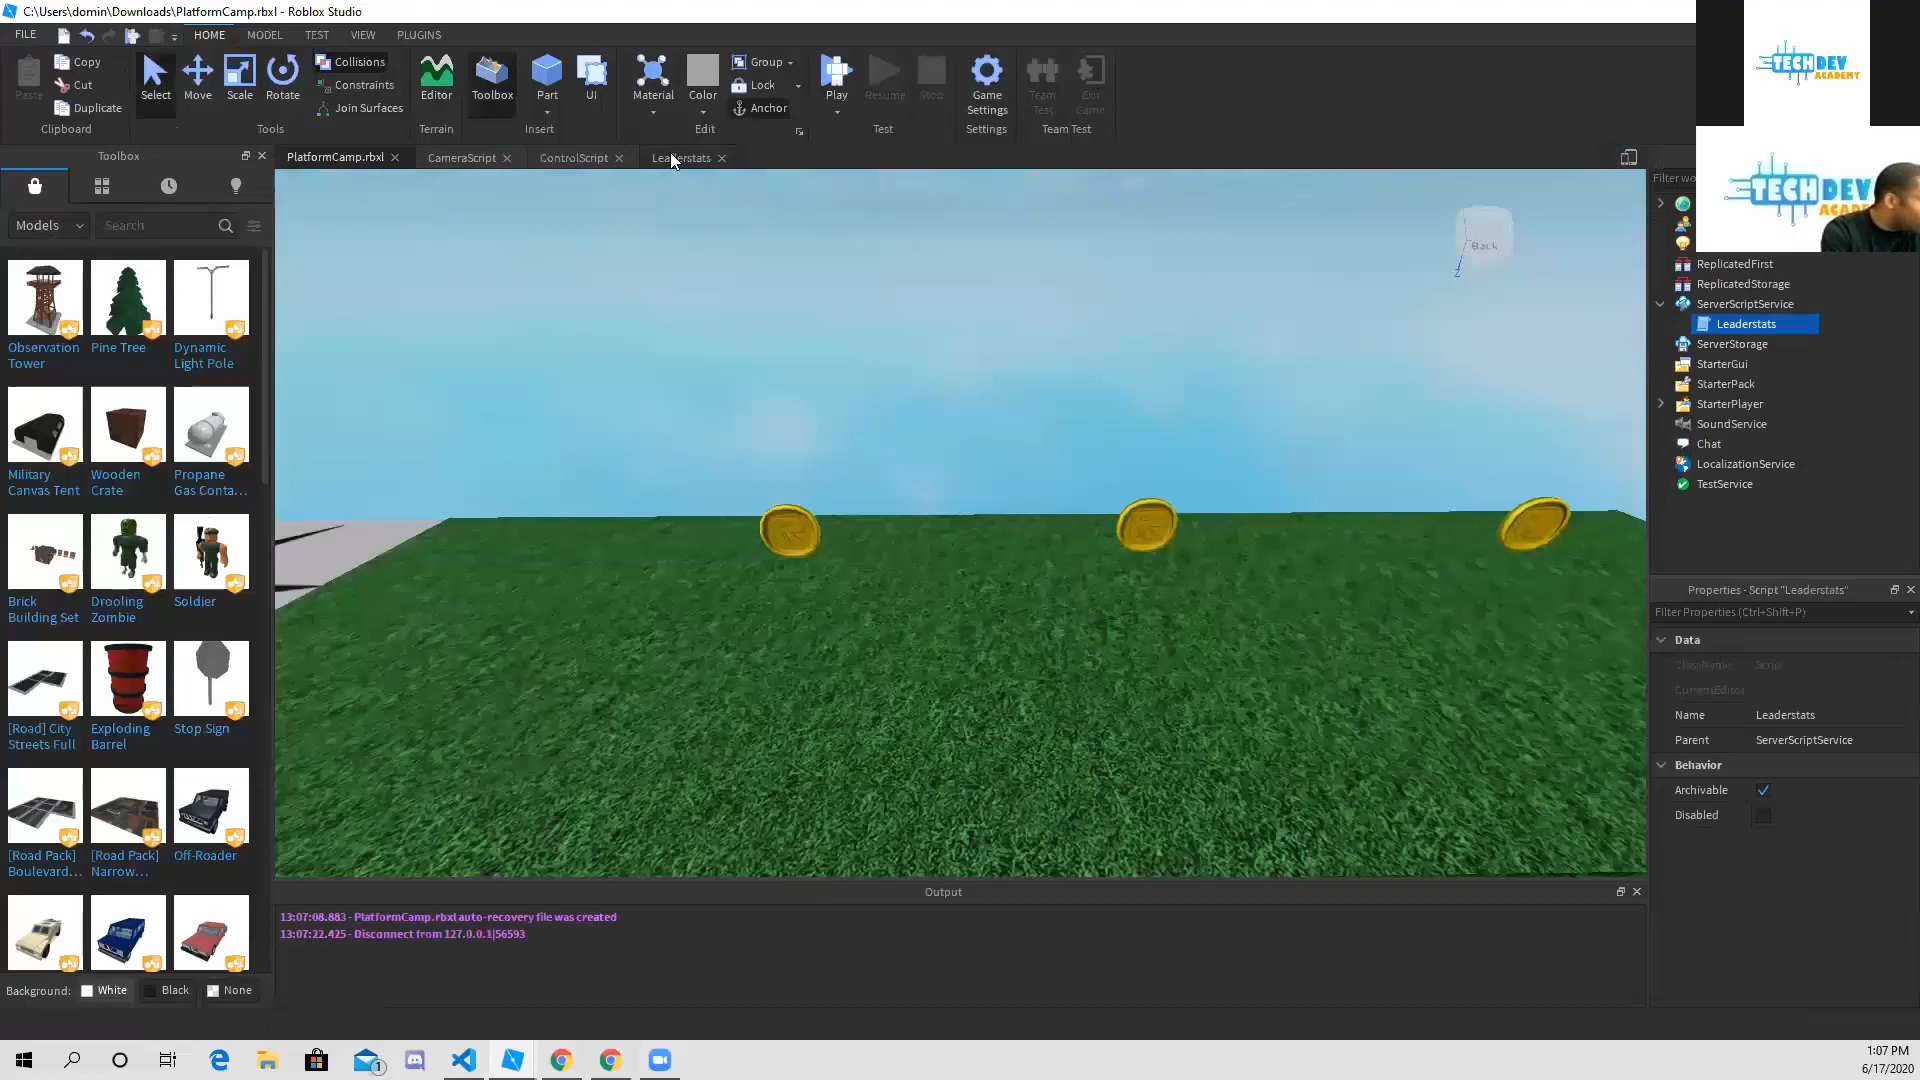 C:\Users\domin\Downloads\PlatformCamp.rbxl - Roblox Studio
FILE
HOME
MODEL
TEST
VIEW
PLUGINS
Paste
Copy
Cut
Duplicate
Clipboard
Select
Move
Scale
Rotate
Collisions
Constraints
Join Surfaces
Tools
Editor
Terrain
Toolbox
Part
UI
Insert
Material
Color
Group
Lock
Anchor
Edit
Play
Resume
Stop
Test
Game
Settings
Settings
Team
Test
Exit
Game
Team Test
TECHDEV
ACADEMY
TECHDEV
Toolbox
PlatformCamp.rbxl
CameraScript
ControlScript
Leaderstats
Models
Search
Observation
Tower
Pine Tree
Dynamic
Light Pole
Military
Canvas Tent
Wooden
Crate
Propane
Gas Conta...
Brick
Building Set
Drooling
Zombie
Soldier
[Road] City
Streets Full
Exploding
Barrel
Stop Sign
[Road Pack]
Boulevard...
[Road Pack]
Narrow...
Off-Roader
Background:
White
Black
None
Back
Z
Filter wo
ReplicatedFirst
ReplicatedStorage
ServerScriptService
Leaderstats
ServerStorage
StarterGui
StarterPack
StarterPlayer
SoundService
Chat
LocalizationService
TestService
Properties - Script "Leaderstats"
Filter Properties (Ctrl+Shift+P)
Data
ClassName Script
CurrentEditor
Name Leaderstats
Parent ServerScriptService
Behavior
Archivable
Disabled
Output
13:07:08.883 - PlatformCamp.rbxl auto-recovery file was created
13:07:22.425 - Disconnect from 127.0.0.1|56593
1
1:07 PM
6/17/2020